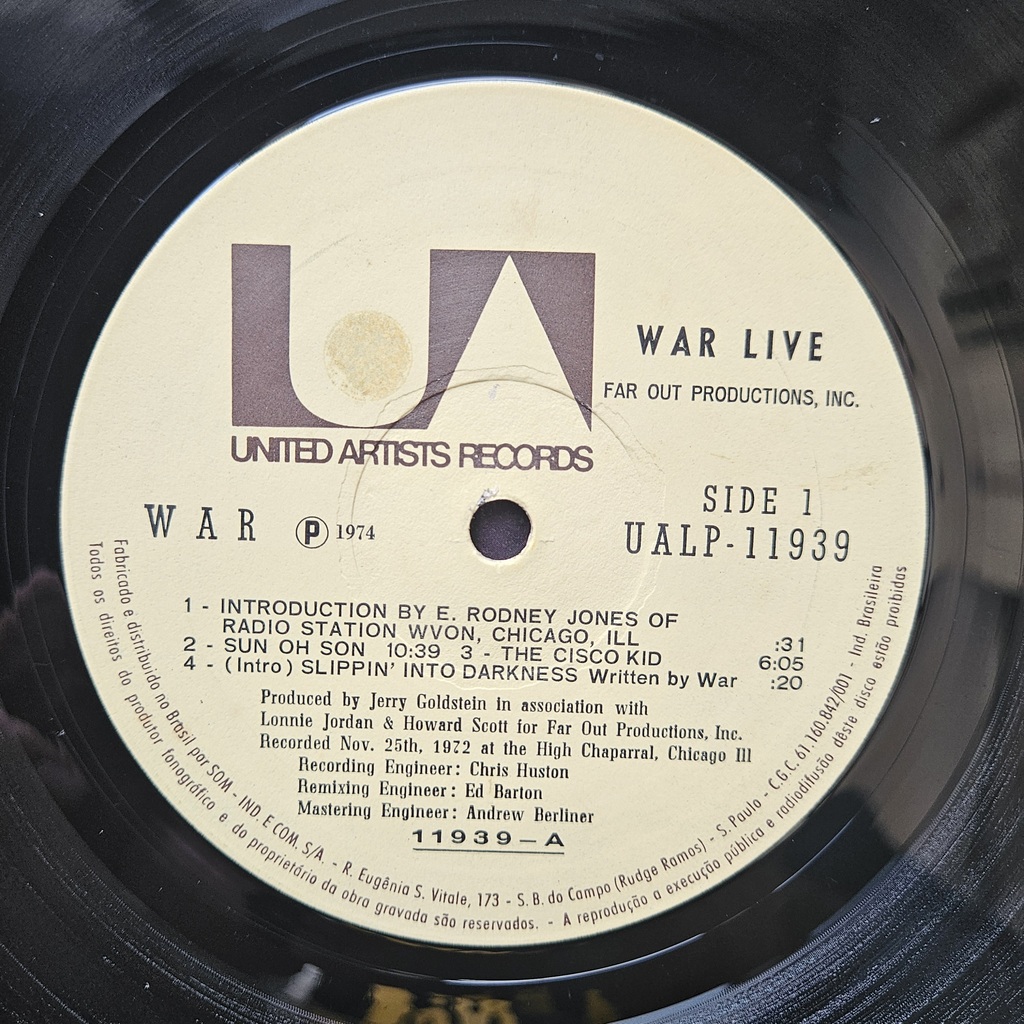 UA
UNITED ARTISTS RECORDS
WAR LIVE
FAR OUT PRODUCTIONS, INC.
SIDE 1
UALP-11939
WAR Ⓟ 1974
1 - INTRODUCTION BY E. RODNEY JONES OF
RADIO STATION WVON, CHICAGO, ILL :31
2 - SUN OH SON 10:39 3 - THE CISCO KID 6:05
4 - (Intro) SLIPPIN' INTO DARKNESS Written by War :20
Produced by Jerry Goldstein in association with
Lonnie Jordan & Howard Scott for Far Out Productions, Inc.
Recorded Nov. 25th, 1972 at the High Chaparral, Chicago Ill
Recording Engineer: Chris Huston
Remixing Engineer: Ed Barton
Mastering Engineer: Andrew Berliner
11939-A
Fabricado e distribuido no Brasil por SOM - IND. E COM. S/A. - R. Eugênia S. Vitale, 173 - S. B. do Campo (Rudge Ramos) - S. Paulo - C.G.C. 61.160.842/001 - Ind. Brasileira
Todos os direitos do produtor fonográfico e do proprietário da obra gravada são reservados. - A reprodução a execução pública e radiodifusão dêste disco estão proibidas